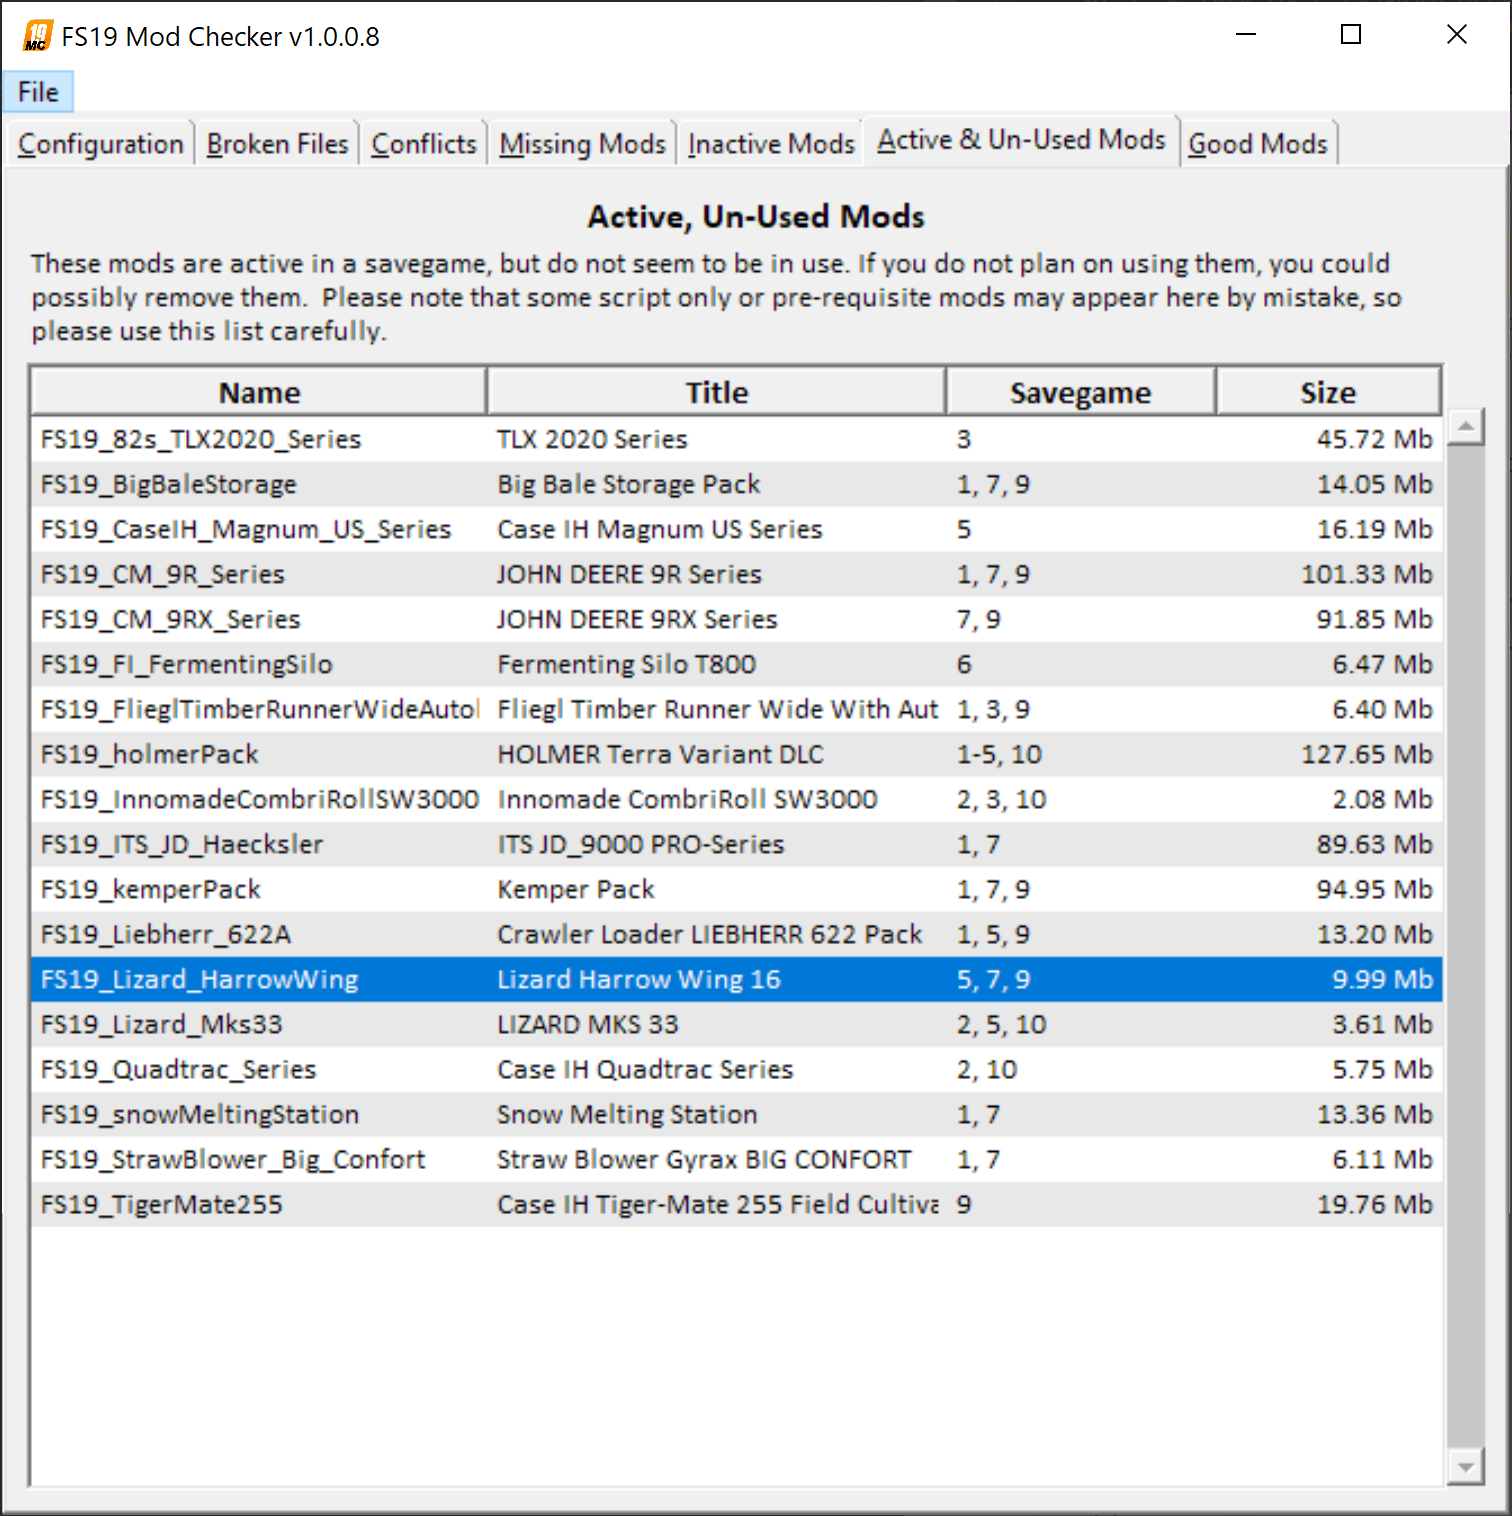 19
MC
FS19 Mod Checker v1.0.0.8
File
Configuration Broken Files Conflicts Missing Mods Inactive Mods Active & Un-Used Mods Good Mods
Active, Un-Used Mods
These mods are active in a savegame, but do not seem to be in use. If you do not plan on using them, you could
possibly remove them.  Please note that some script only or pre-requisite mods may appear here by mistake, so
please use this list carefully.
Name Title Savegame Size
FS19_82s_TLX2020_Series TLX 2020 Series 3 45.72 Mb
FS19_BigBaleStorage Big Bale Storage Pack 1, 7, 9 14.05 Mb
FS19_CaseIH_Magnum_US_Series Case IH Magnum US Series 5 16.19 Mb
FS19_CM_9R_Series JOHN DEERE 9R Series 1, 7, 9 101.33 Mb
FS19_CM_9RX_Series JOHN DEERE 9RX Series 7, 9 91.85 Mb
FS19_FI_FermentingSilo Fermenting Silo T800 6 6.47 Mb
FS19_FlieglTimberRunnerWideAuto Fliegl Timber Runner Wide With Aut 1, 3, 9 6.40 Mb
FS19_holmerPack HOLMER Terra Variant DLC 1-5, 10 127.65 Mb
FS19_InnomadeCombriRollSW3000 Innomade CombriRoll SW3000 2, 3, 10 2.08 Mb
FS19_ITS_JD_Haecksler ITS JD_9000 PRO-Series 1, 7 89.63 Mb
FS19_kemperPack Kemper Pack 1, 7, 9 94.95 Mb
FS19_Liebherr_622A Crawler Loader LIEBHERR 622 Pack 1, 5, 9 13.20 Mb
FS19_Lizard_HarrowWing Lizard Harrow Wing 16 5, 7, 9 9.99 Mb
FS19_Lizard_Mks33 LIZARD MKS 33 2, 5, 10 3.61 Mb
FS19_Quadtrac_Series Case IH Quadtrac Series 2, 10 5.75 Mb
FS19_snowMeltingStation Snow Melting Station 1, 7 13.36 Mb
FS19_StrawBlower_Big_Confort Straw Blower Gyrax BIG CONFORT 1, 7 6.11 Mb
FS19_TigerMate255 Case IH Tiger-Mate 255 Field Cultiva 9 19.76 Mb